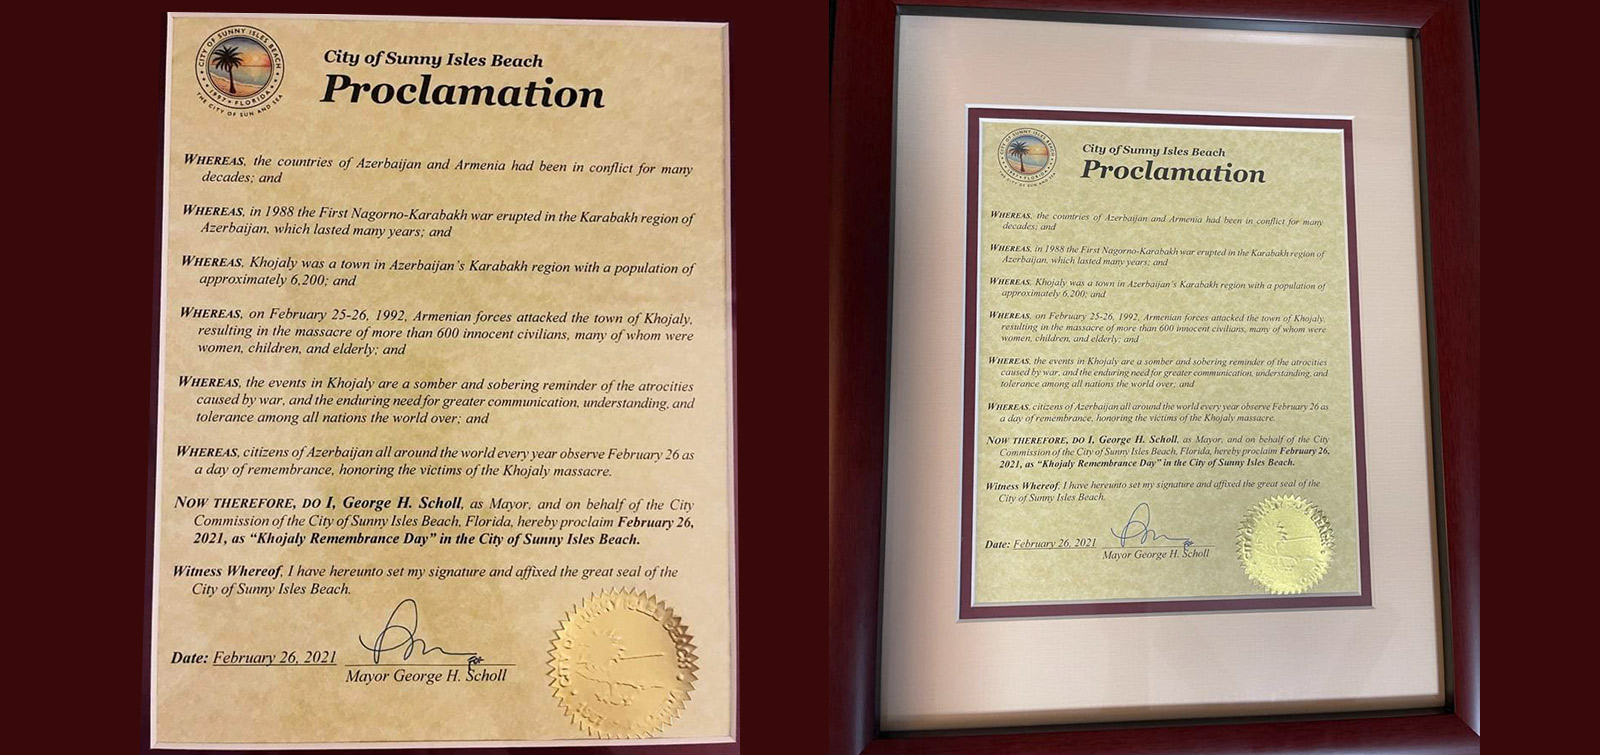 CITY OF SUNNY ISLES BEACH
1997 • FLORIDA
THE CITY OF SUN AND SEA
City of Sunny Isles Beach
Proclamation
WHEREAS, the countries of Azerbaijan and Armenia had been in conflict for many
decades; and
WHEREAS, in 1988 the First Nagorno-Karabakh war erupted in the Karabakh region of
Azerbaijan, which lasted many years; and
WHEREAS, Khojaly was a town in Azerbaijan's Karabakh region with a population of
approximately 6,200; and
WHEREAS, on February 25-26, 1992, Armenian forces attacked the town of Khojaly,
resulting in the massacre of more than 600 innocent civilians, many of whom were
women, children, and elderly; and
WHEREAS, the events in Khojaly are a somber and sobering reminder of the atrocities
caused by war, and the enduring need for greater communication, understanding, and
tolerance among all nations the world over; and
WHEREAS, citizens of Azerbaijan all around the world every year observe February 26 as
a day of remembrance, honoring the victims of the Khojaly massacre.
NOW THEREFORE, DO I, George H. Scholl, as Mayor, and on behalf of the City
Commission of the City of Sunny Isles Beach, Florida, hereby proclaim February 26,
2021, as “Khojaly Remembrance Day” in the City of Sunny Isles Beach.
Witness Whereof, I have hereunto set my signature and affixed the great seal of the
City of Sunny Isles Beach.
Date: February 26, 2021
Mayor George H. Scholl
CITY OF SUNNY ISLES BEACH
CITY OF SUNNY ISLES BEACH
1997 • FLORIDA
THE CITY OF SUN AND SEA
City of Sunny Isles Beach
Proclamation
WHEREAS, the countries of Azerbaijan and Armenia had been in conflict for many
decades; and
WHEREAS, in 1988 the First Nagorno-Karabakh war erupted in the Karabakh region of
Azerbaijan, which lasted many years; and
WHEREAS, Khojaly was a town in Azerbaijan's Karabakh region with a population of
approximately 6,200; and
WHEREAS, on February 25-26, 1992, Armenian forces attacked the town of Khojaly,
resulting in the massacre of more than 600 innocent civilians, many of whom were
women, children, and elderly; and
WHEREAS, the events in Khojaly are a somber and sobering reminder of the atrocities
caused by war, and the enduring need for greater communication, understanding, and
tolerance among all nations the world over; and
WHEREAS, citizens of Azerbaijan all around the world every year observe February 26 as
a day of remembrance, honoring the victims of the Khojaly massacre.
NOW THEREFORE, DO I, George H. Scholl, as Mayor, and on behalf of the City
Commission of the City of Sunny Isles Beach, Florida, hereby proclaim February 26,
2021, as “Khojaly Remembrance Day” in the City of Sunny Isles Beach.
Witness Whereof, I have hereunto set my signature and affixed the great seal of the
City of Sunny Isles Beach.
Date: February 26, 2021
Mayor George H. Scholl